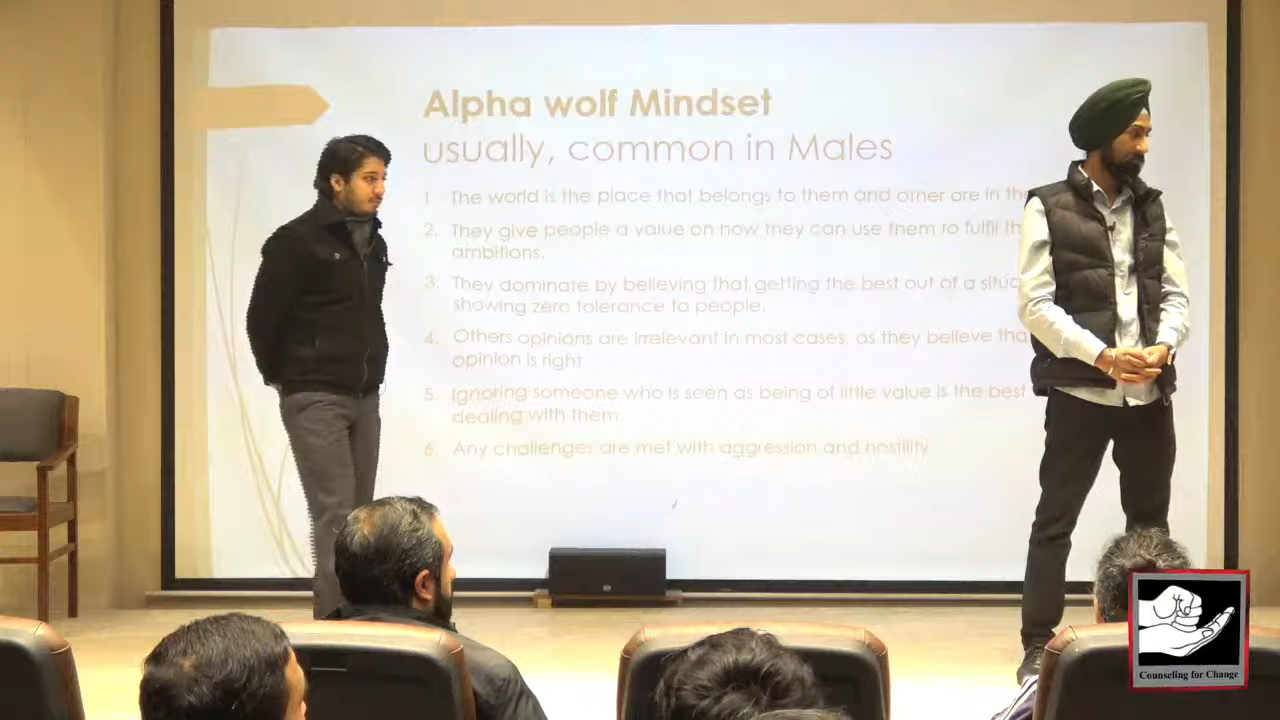 Alpha wolf Mindset
usually, common in Males
1. The world is the place that belongs to them and other are in
2. They give people a value on how they can use them to fulfil
ambitions.
3. They dominate by believing that getting the best out of a
showing zero tolerance to people.
4. Others opinions are irrelevant in most cases, as they believe
opinion is right
5. Ignoring someone who is seen as being of little value is the best
dealing with them.
6. Any challenges are met with aggression and hostility
Counseling for Change